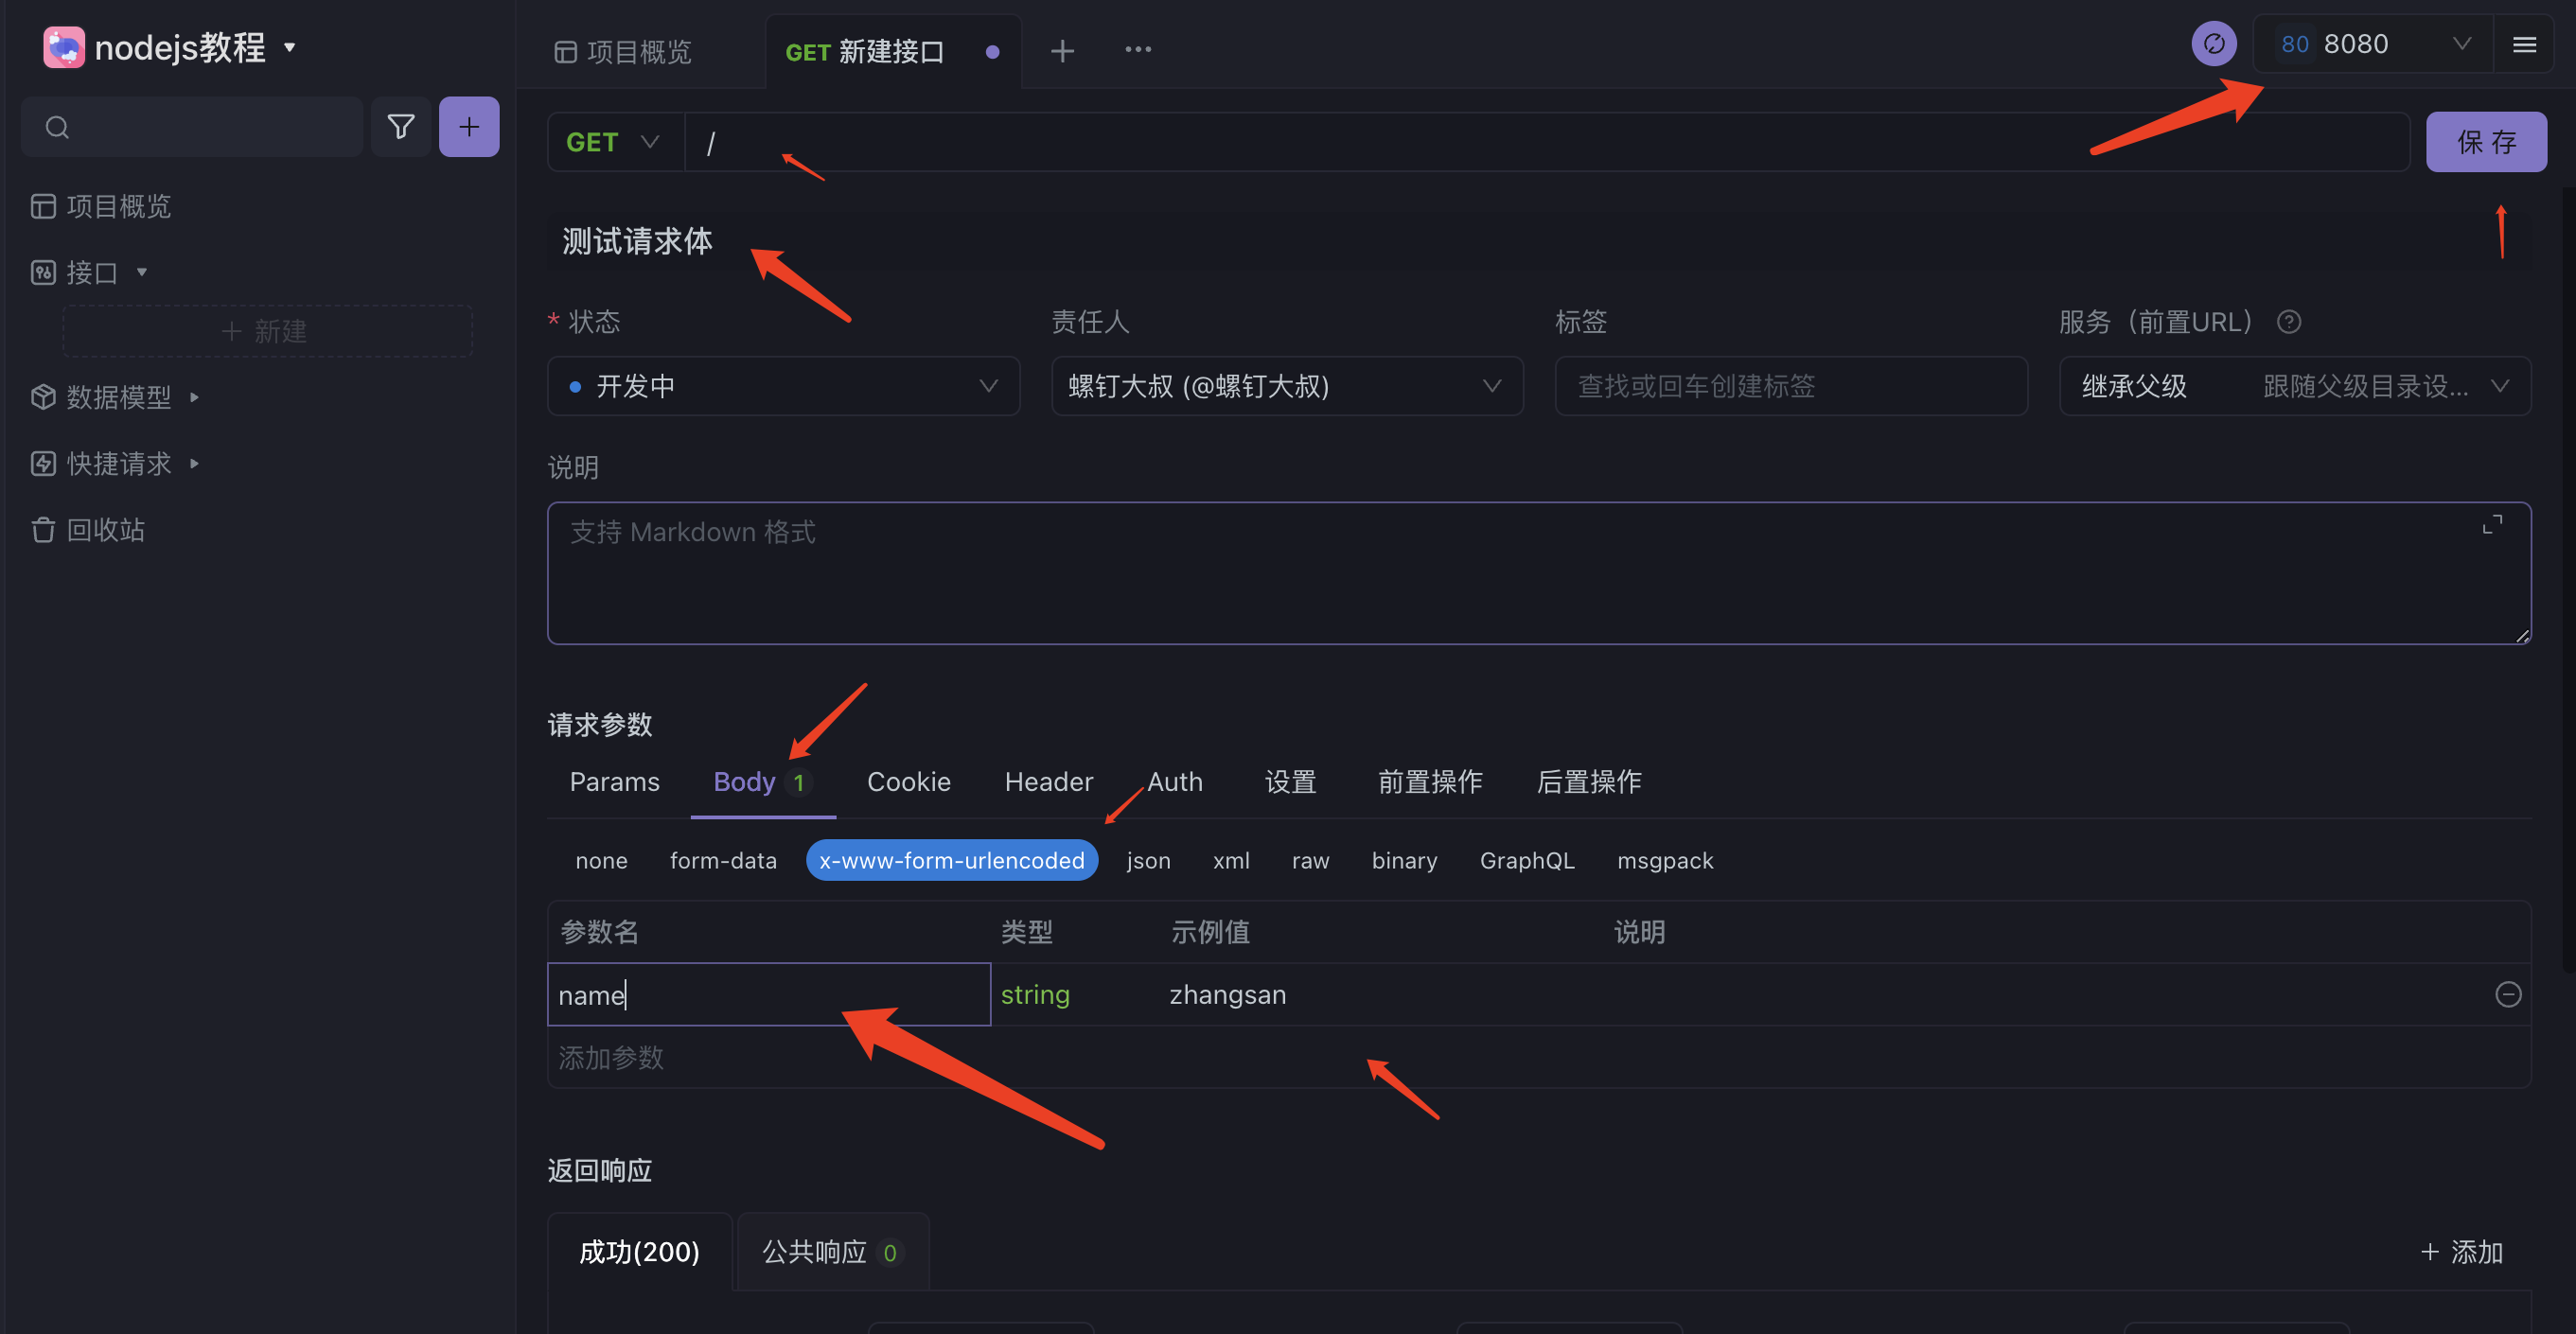 nodejs教程
项目概览
GET 新建接口
80 8080
GET
/
保 存
项目概览
接口
新建
数据模型
快捷请求
回收站
测试请求体
* 状态
责任人
标签
服务（前置URL）
开发中
螺钉大叔 (@螺钉大叔)
查找或回车创建标签
继承父级 跟随父级目录设...
说明
支持 Markdown 格式
请求参数
Params Body 1 Cookie Header Auth 设置 前置操作 后置操作
none form-data x-www-form-urlencoded json xml raw binary GraphQL msgpack
参数名 类型 示例值 说明
name string zhangsan
添加参数
返回响应
成功(200) 公共响应 0 + 添加